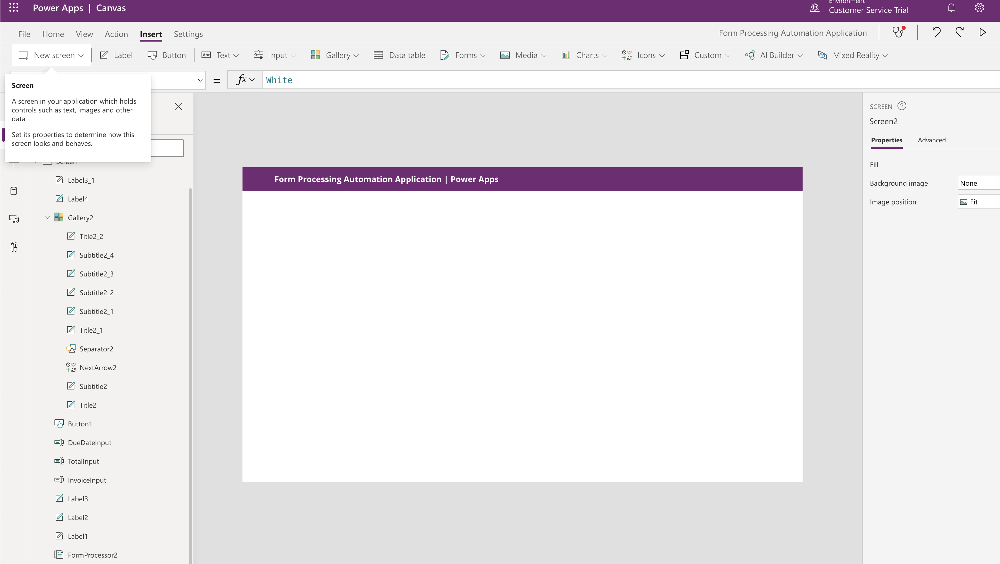 Power Apps | Canvas
Environment
Customer Service Trial
File Home View Action Insert Settings
Form Processing Automation Application
New screen Label Button Abc Text Input Gallery Data table Forms Media Charts Icons Custom AI Builder Mixed Reality
= fx White
Screen
A screen in your application which holds
controls such as text, images and other
data.
Set its properties to determine how this
screen looks and behaves.
Screen1
Label3_1
Label4
Gallery2
Title2_2
Subtitle2_4
Subtitle2_3
Subtitle2_2
Subtitle2_1
Title2_1
Separator2
NextArrow2
Subtitle2
Title2
Button1
DueDateInput
TotalInput
InvoiceInput
Label3
Label2
Label1
FormProcessor2
Form Processing Automation Application | Power Apps
SCREEN ?
Screen2
Properties Advanced
Fill
Background image None
Image position Fit